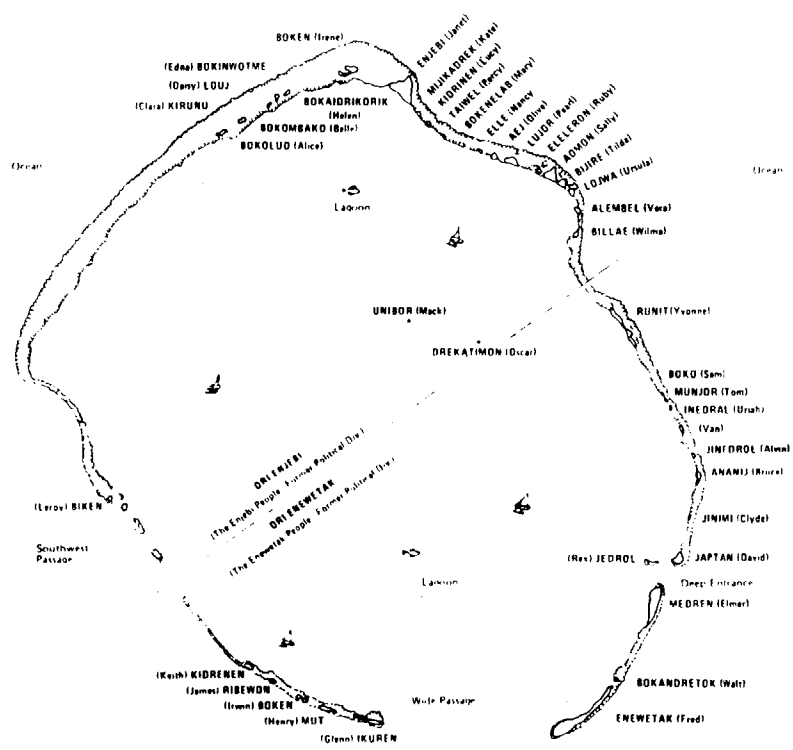 BOKEN (Irene)
(Edna) BOKINWOTME
(Daisy) LOUJ
(Clara) KIRUNU
BOKAIDRIKDRIK
(Helen)
BOKOMBAKO (Belle)
BOKOLUO (Alice)
ENJEBI (Janet)
MIJIKADREK (Kate)
KIDRINEN (Lucy)
TAIWEL (Percy)
BOKENELAB (Mary)
ELLE (Nancy
AEJ (Olive)
LUJOR (Pearl)
ELELERON (Ruby)
AOMON (Sally)
BIJIRE (Tilda)
LOJWA (Ursula)
ALEMBEL (Vera)
BILLAE (Wilma)
Ocean
Ocean
Lagoon
UNIBOR (Mack)
DREKATIMON (Oscar)
RUNIT(Yvonne)
BOKO (Sam)
MUNJOR (Tom)
INEDRAL (Uriah)
(Van)
JINEDROL (Alvin)
ANANIJ (Bruce)
JINIMI (Clyde)
JAPTAN (David)
(Rex) JEDROL
Deep Entrance
MEDREN (Elmer)
BOKANDRETOK (Walt)
ENEWETAK (Fred)
DRI ENJEBI
(The Enjebi People Former Political Div.)
DRI ENEWETAK
(The Enewetak People Former Political Div.)
(Leroy) BIKEN
Southwest
Passage
Lagoon
(Keith) KIDRENEN
(James) RIBEWON
(Irwin) BOKEN
(Henry) MUT
(Glenn) IKUREN
Wide Passage